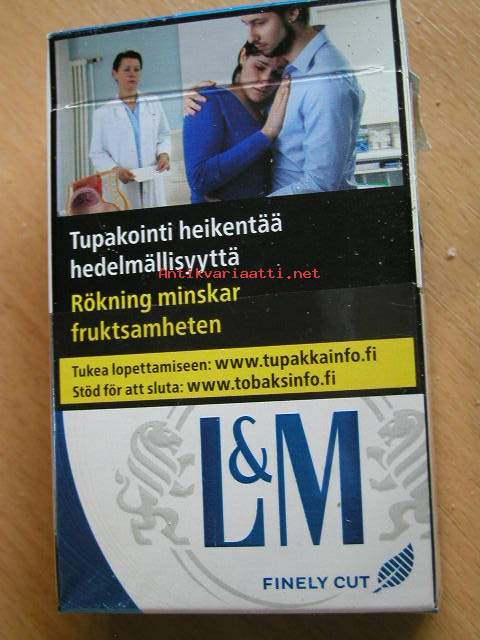 Tupakointi heikentää
hedelmällisyyttä
Antikvariaatti.net
Rökning minskar
fruktsamheten
Tukea lopettamiseen: www.tupakkainfo.fi
Stöd för att sluta: www.tobaksinfo.fi
L&M
FINELY CUT